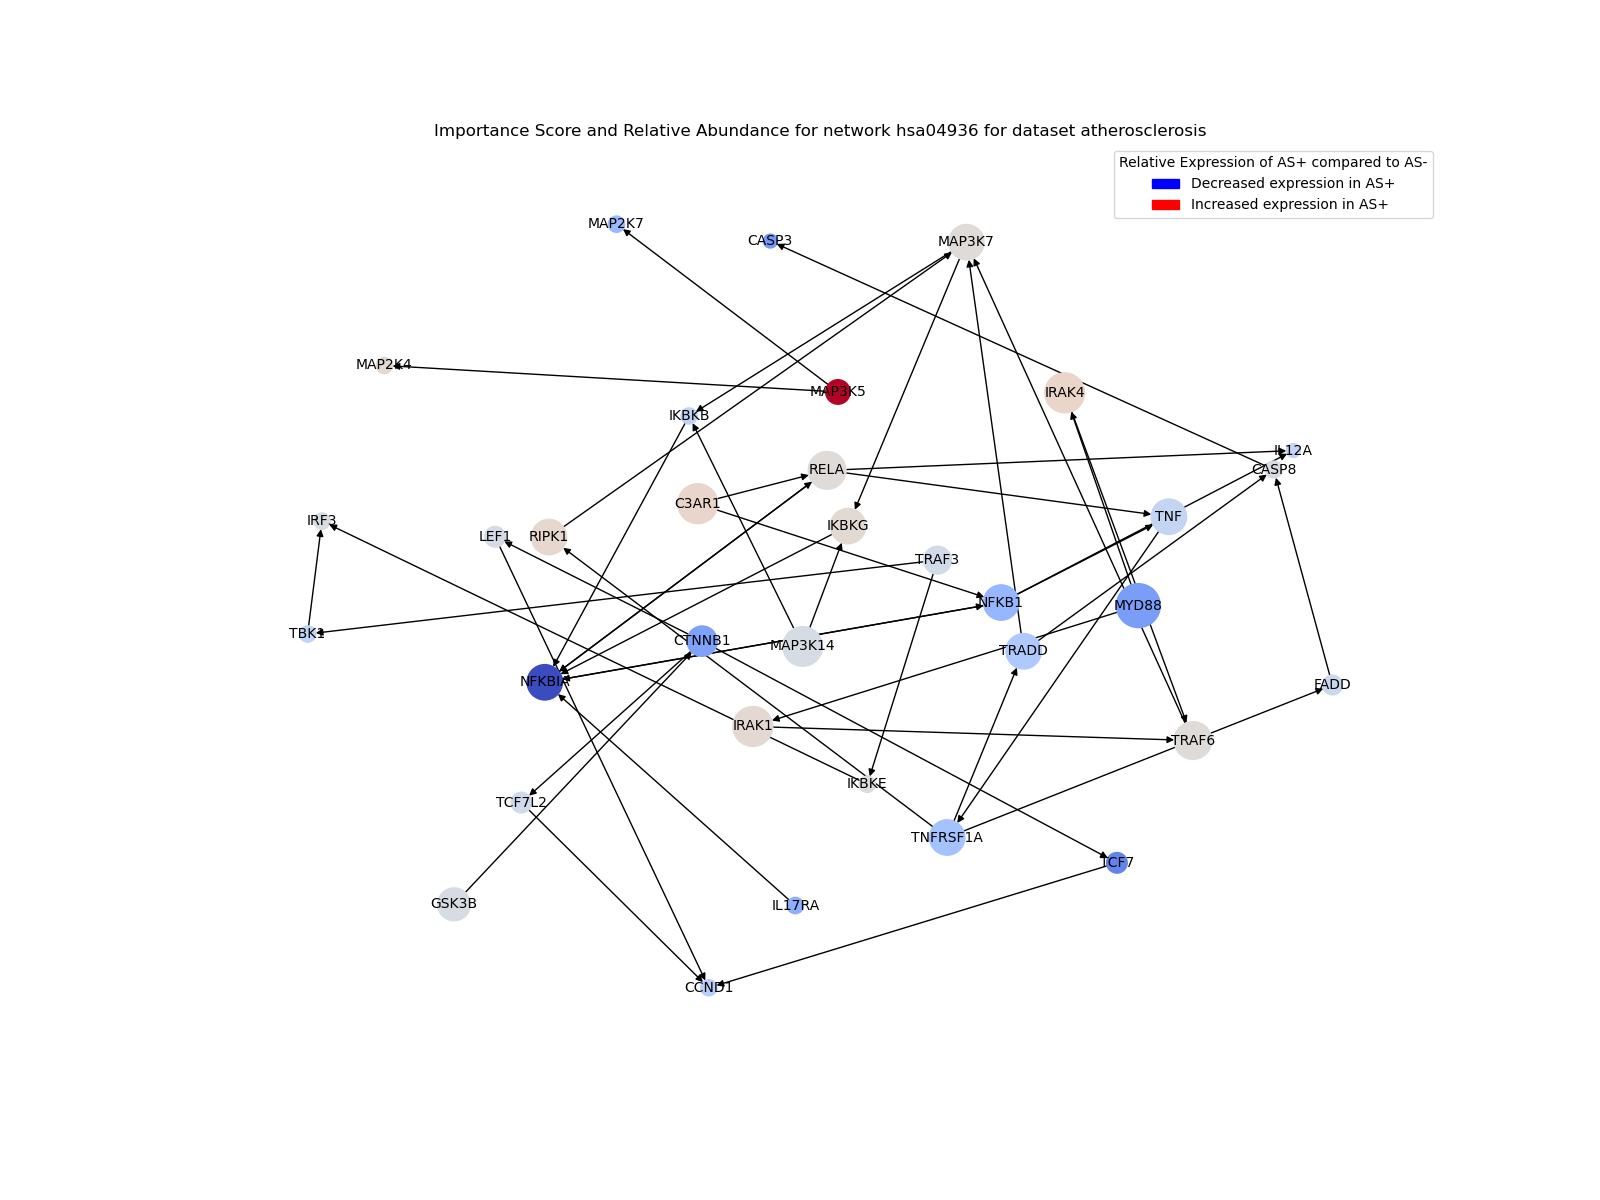 Importance Score and Relative Abundance for network hsa04936 for dataset atherosclerosis
Relative Expression of AS+ compared to AS-
Decreased expression in AS+
Increased expression in AS+
MAP2K7
CASP3
MAP3K7
MAP2K4
MAP3K5
IRAK4
IKBKB
IL12A
RELA
CASP8
C3AR1
TNF
IRF3
IKBKG
LEF1
RIPK1
TRAF3
NFKB1
MYD88
TBK1
CTNNB1
MAP3K14
TRADD
NFKBIA
FADD
IRAK1
TRAF6
IKBKE
TCF7L2
TNFRSF1A
TCF7
GSK3B
IL17RA
CCND1